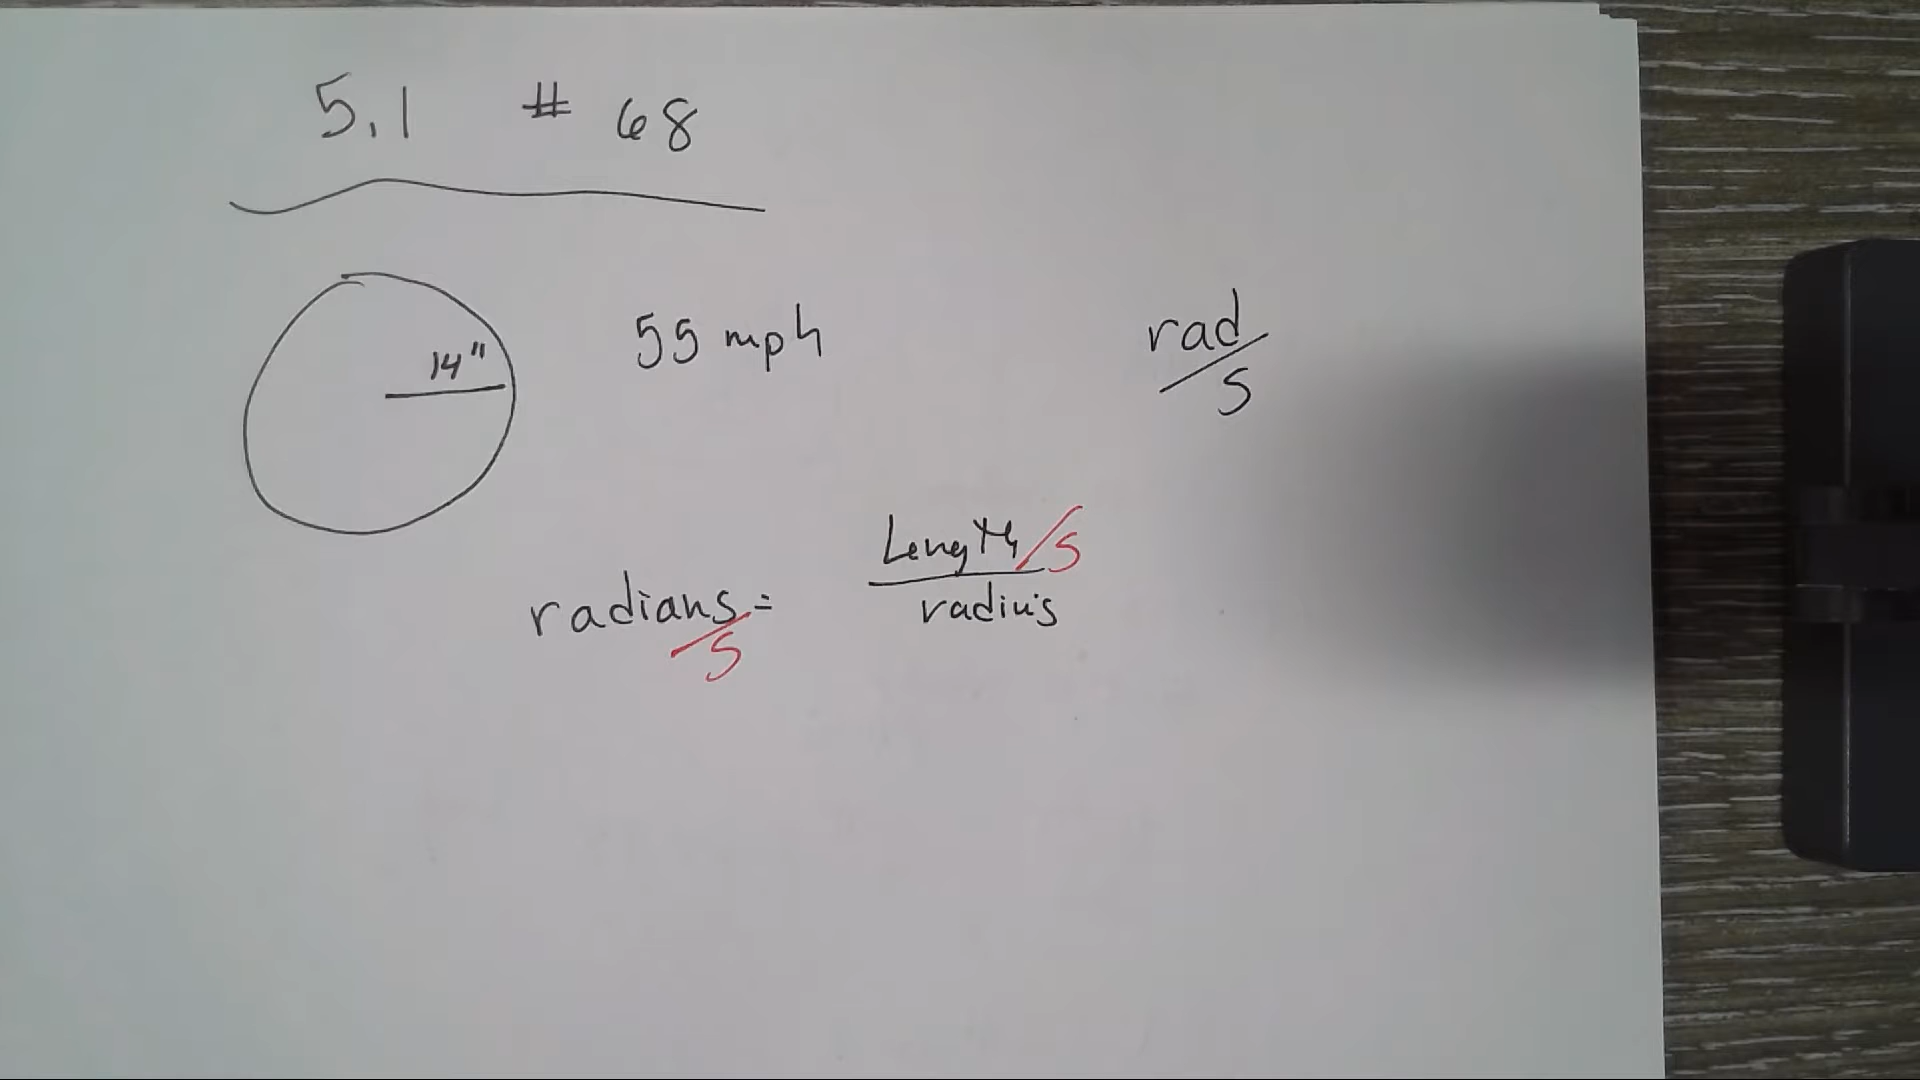 5.1 # 68
14"
55 mph
rad/s
radians/s = Length/s
radius